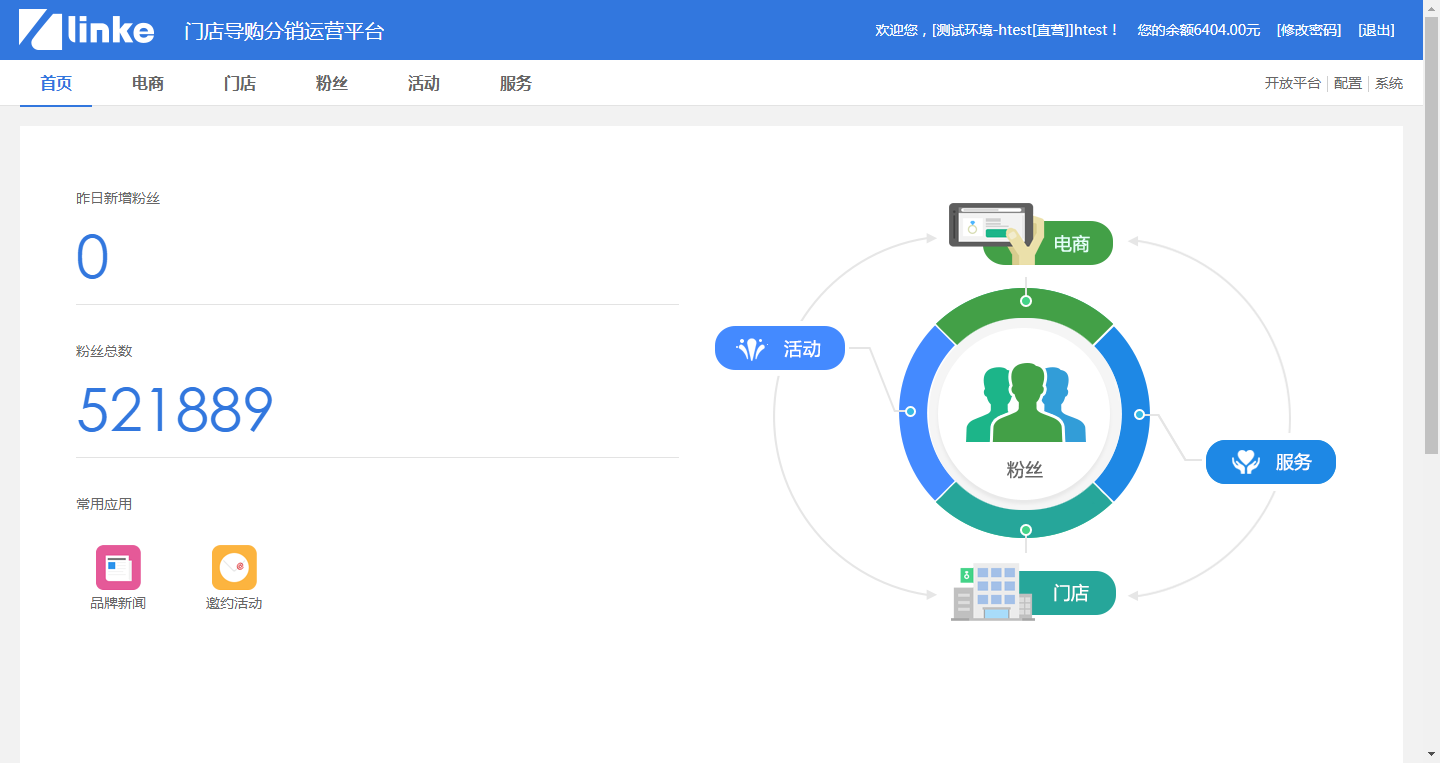 linke 门店导购分销运营平台 欢迎您，[测试环境-htest[直营]]htest！ 您的余额6404.00元 [修改密码] [退出]
首页 电商 门店 粉丝 活动 服务 开放平台 配置 系统
昨日新增粉丝
0
电商
活动
粉丝总数
521889
服务
粉丝
常用应用
门店
品牌新闻 邀约活动